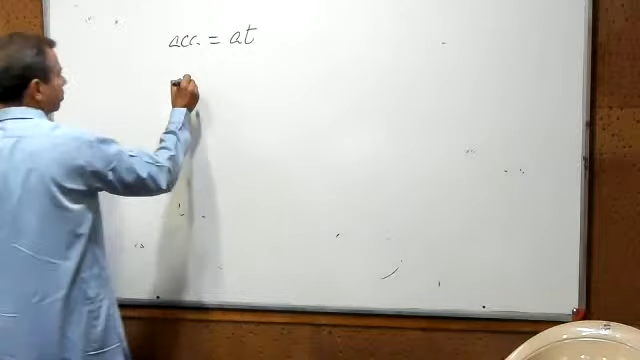 acc. = at